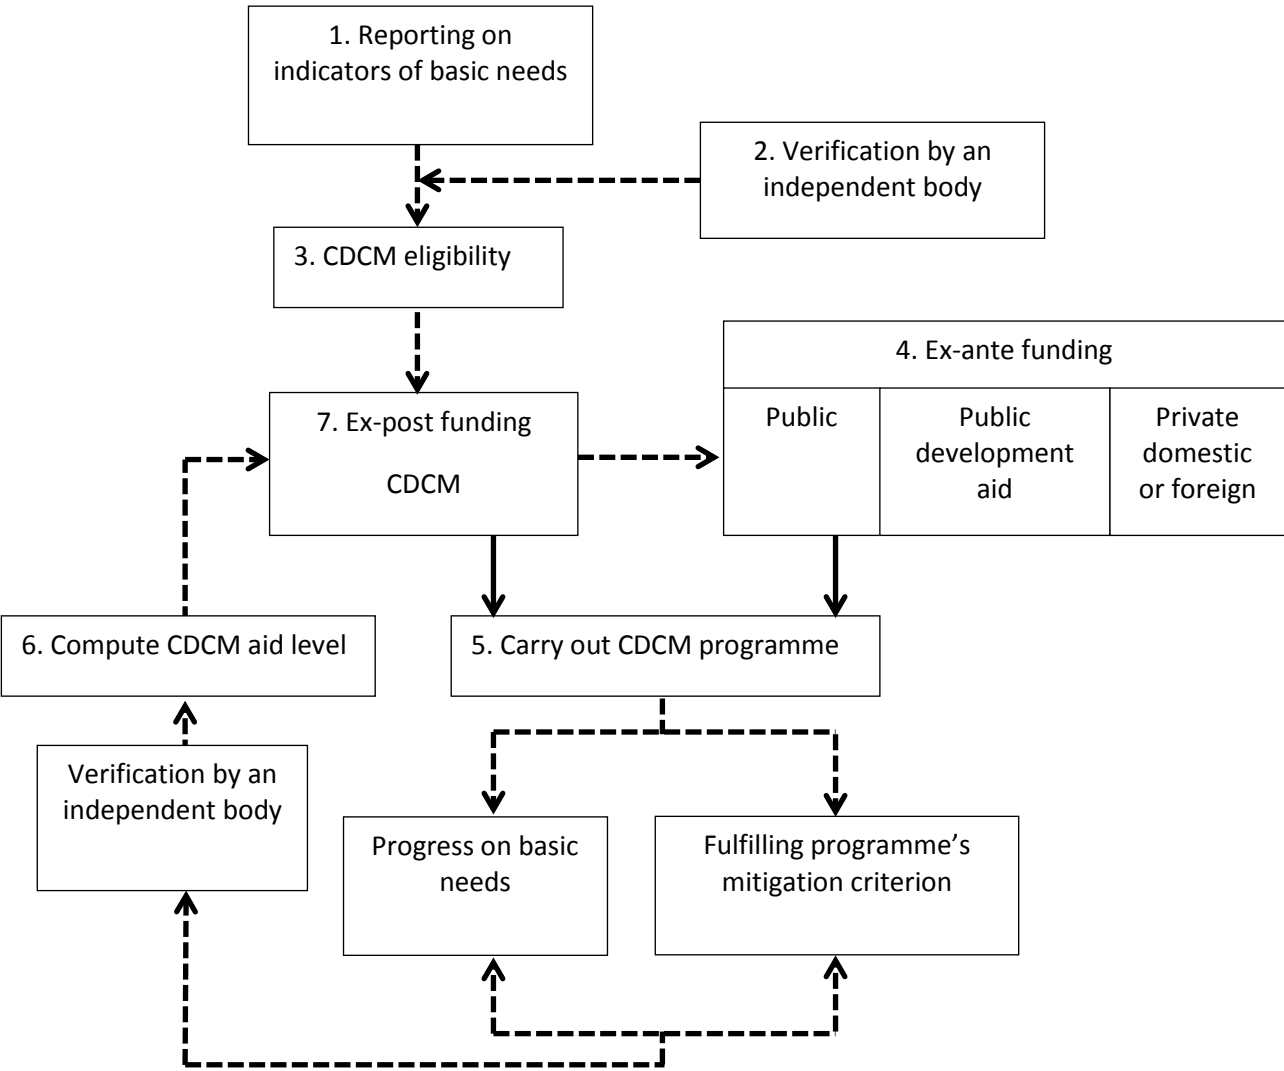 1. Reporting on
indicators of basic needs
2. Verification by an
independent body
3. CDCM eligibility
4. Ex-ante funding
7. Ex-post funding
CDCM
Public
Public
development
aid
Private
domestic
or foreign
6. Compute CDCM aid level
5. Carry out CDCM programme
Verification by an
independent body
Progress on basic
needs
Fulfilling programme’s
mitigation criterion